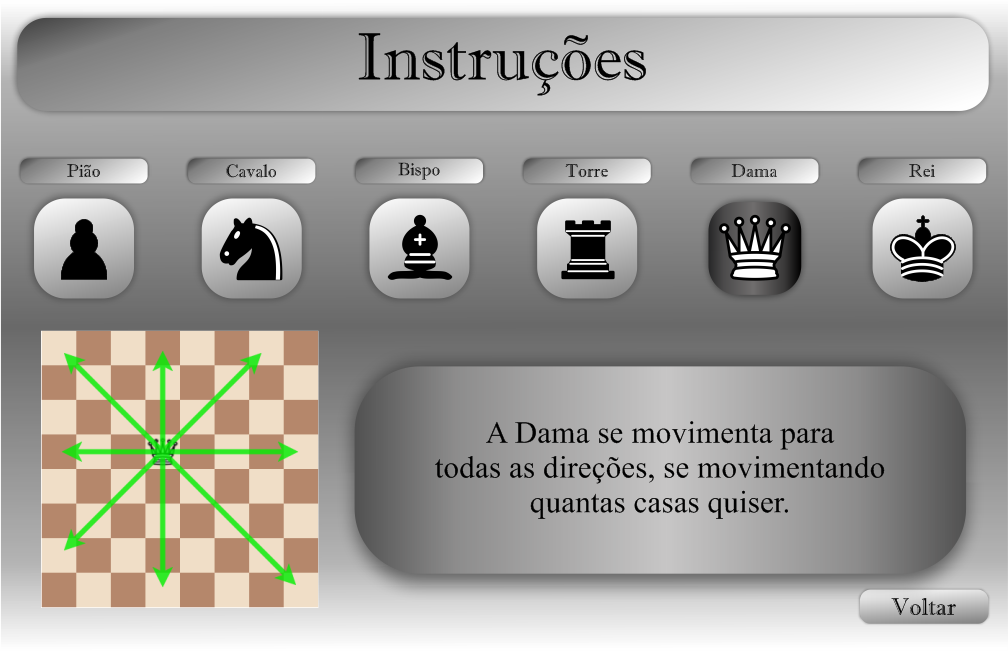 Instruções
Pião
Cavalo
Bispo
Torre
Dama
Rei
A Dama se movimenta para
todas as direções, se movimentando
quantas casas quiser.
Voltar